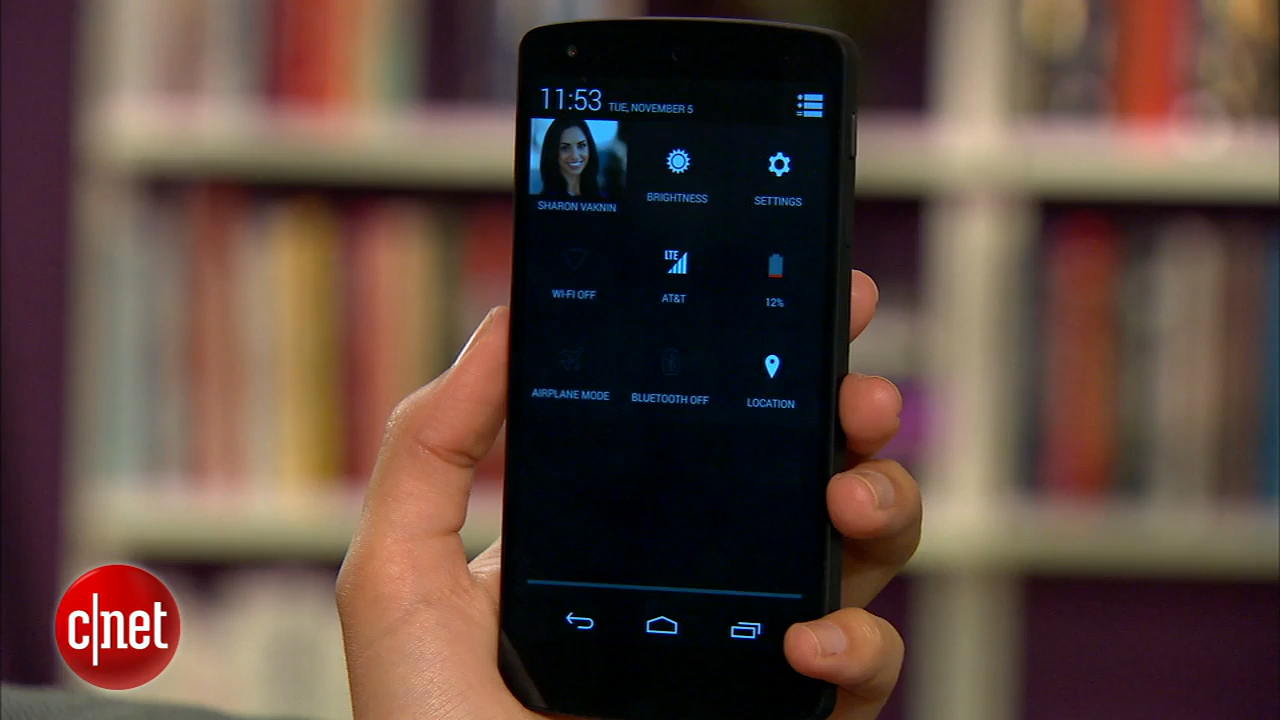 11:53 TUE, NOVEMBER 5
SHARON VAKNIN
BRIGHTNESS
SETTINGS
WI-FI OFF
LTE
AT&T
12%
AIRPLANE MODE
BLUETOOTH OFF
LOCATION
c|net